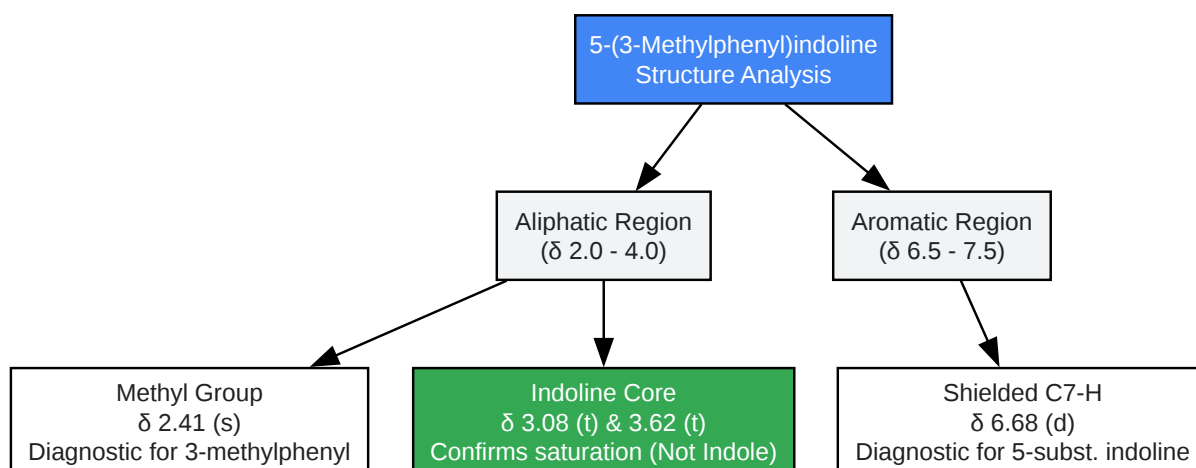 5-(3-Methylphenyl)indoline
Structure Analysis
Aliphatic Region
(δ 2.0 - 4.0)
Aromatic Region
(δ 6.5 - 7.5)
Methyl Group
δ 2.41 (s)
Diagnostic for 3-methylphenyl
Indoline Core
δ 3.08 (t) & 3.62 (t)
Confirms saturation (Not Indole)
Shielded C7-H
δ 6.68 (d)
Diagnostic for 5-subst. indoline